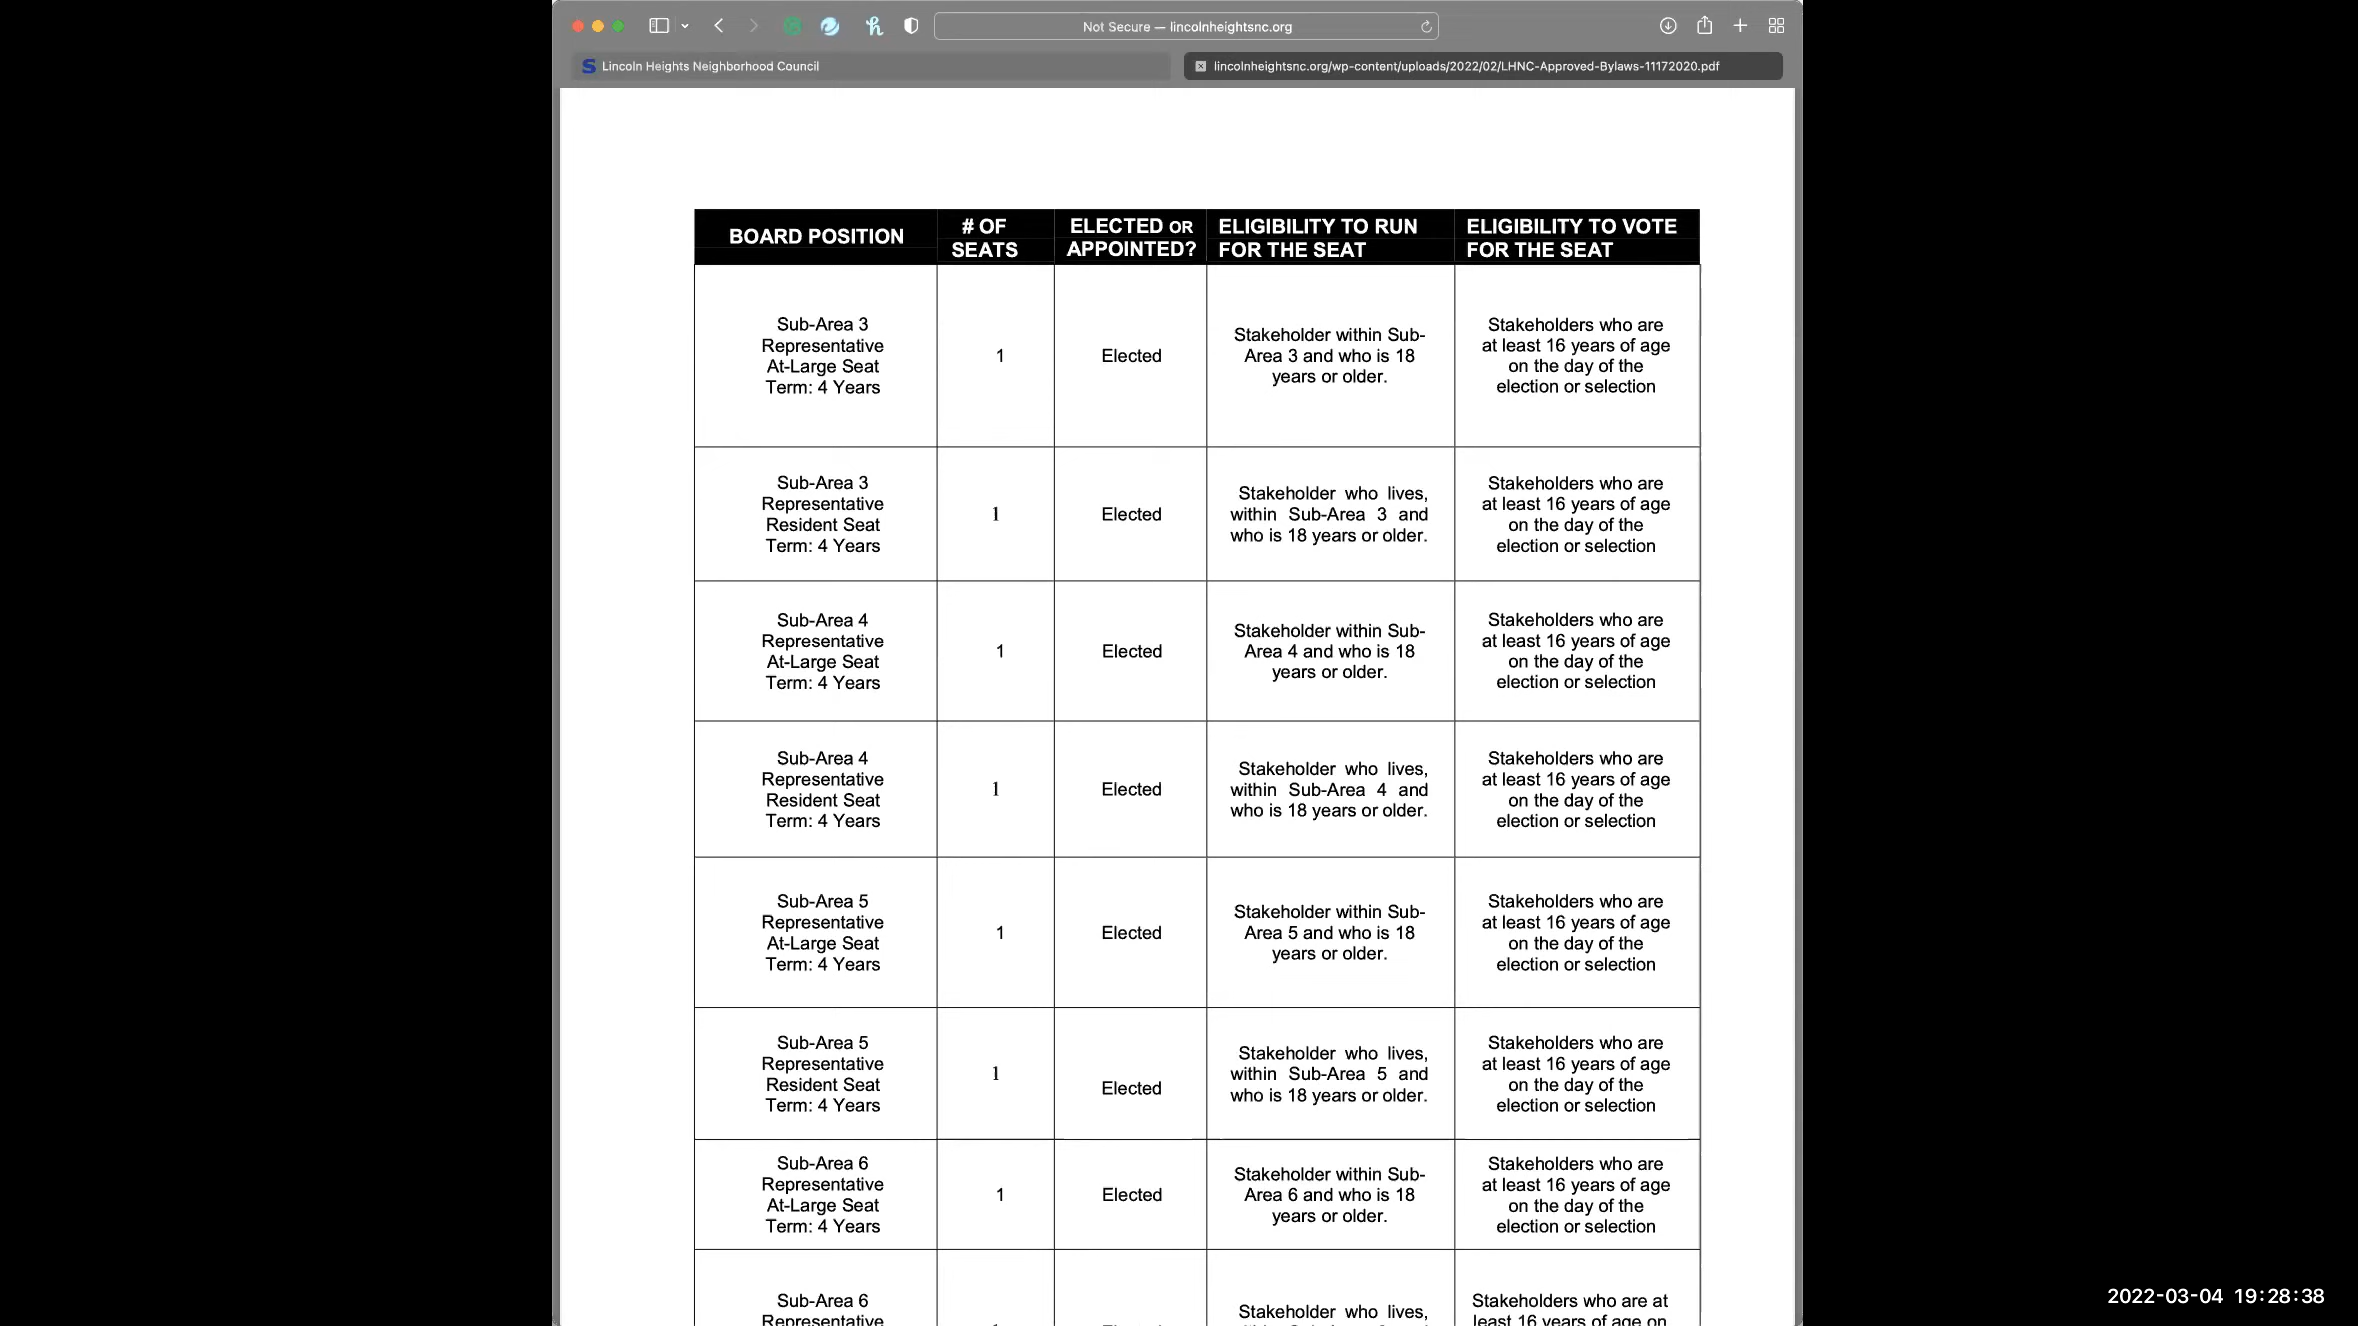 Not Secure — lincolnheightsnc.org
Lincoln Heights Neighborhood Council
lincolnheightsnc.org/wp-content/uploads/2022/02/LHNC-Approved-Bylaws-11172020.pdf
BOARD POSITION
# OF
SEATS
ELECTED OR
APPOINTED?
ELIGIBILITY TO RUN
FOR THE SEAT
ELIGIBILITY TO VOTE
FOR THE SEAT
Sub-Area 3
Representative
At-Large Seat
Term: 4 Years
1
Elected
Stakeholder within Sub-
Area 3 and who is 18
years or older.
Stakeholders who are
at least 16 years of age
on the day of the
election or selection
Sub-Area 3
Representative
Resident Seat
Term: 4 Years
1
Elected
Stakeholder who lives,
within Sub-Area 3 and
who is 18 years or older.
Stakeholders who are
at least 16 years of age
on the day of the
election or selection
Sub-Area 4
Representative
At-Large Seat
Term: 4 Years
1
Elected
Stakeholder within Sub-
Area 4 and who is 18
years or older.
Stakeholders who are
at least 16 years of age
on the day of the
election or selection
Sub-Area 4
Representative
Resident Seat
Term: 4 Years
1
Elected
Stakeholder who lives,
within Sub-Area 4 and
who is 18 years or older.
Stakeholders who are
at least 16 years of age
on the day of the
election or selection
Sub-Area 5
Representative
At-Large Seat
Term: 4 Years
1
Elected
Stakeholder within Sub-
Area 5 and who is 18
years or older.
Stakeholders who are
at least 16 years of age
on the day of the
election or selection
Sub-Area 5
Representative
Resident Seat
Term: 4 Years
1
Elected
Stakeholder who lives,
within Sub-Area 5 and
who is 18 years or older.
Stakeholders who are
at least 16 years of age
on the day of the
election or selection
Sub-Area 6
Representative
At-Large Seat
Term: 4 Years
1
Elected
Stakeholder within Sub-
Area 6 and who is 18
years or older.
Stakeholders who are
at least 16 years of age
on the day of the
election or selection
Sub-Area 6
Representative
Stakeholder who lives,
Stakeholders who are at
least 16 years of age on
2022-03-04 19:28:38